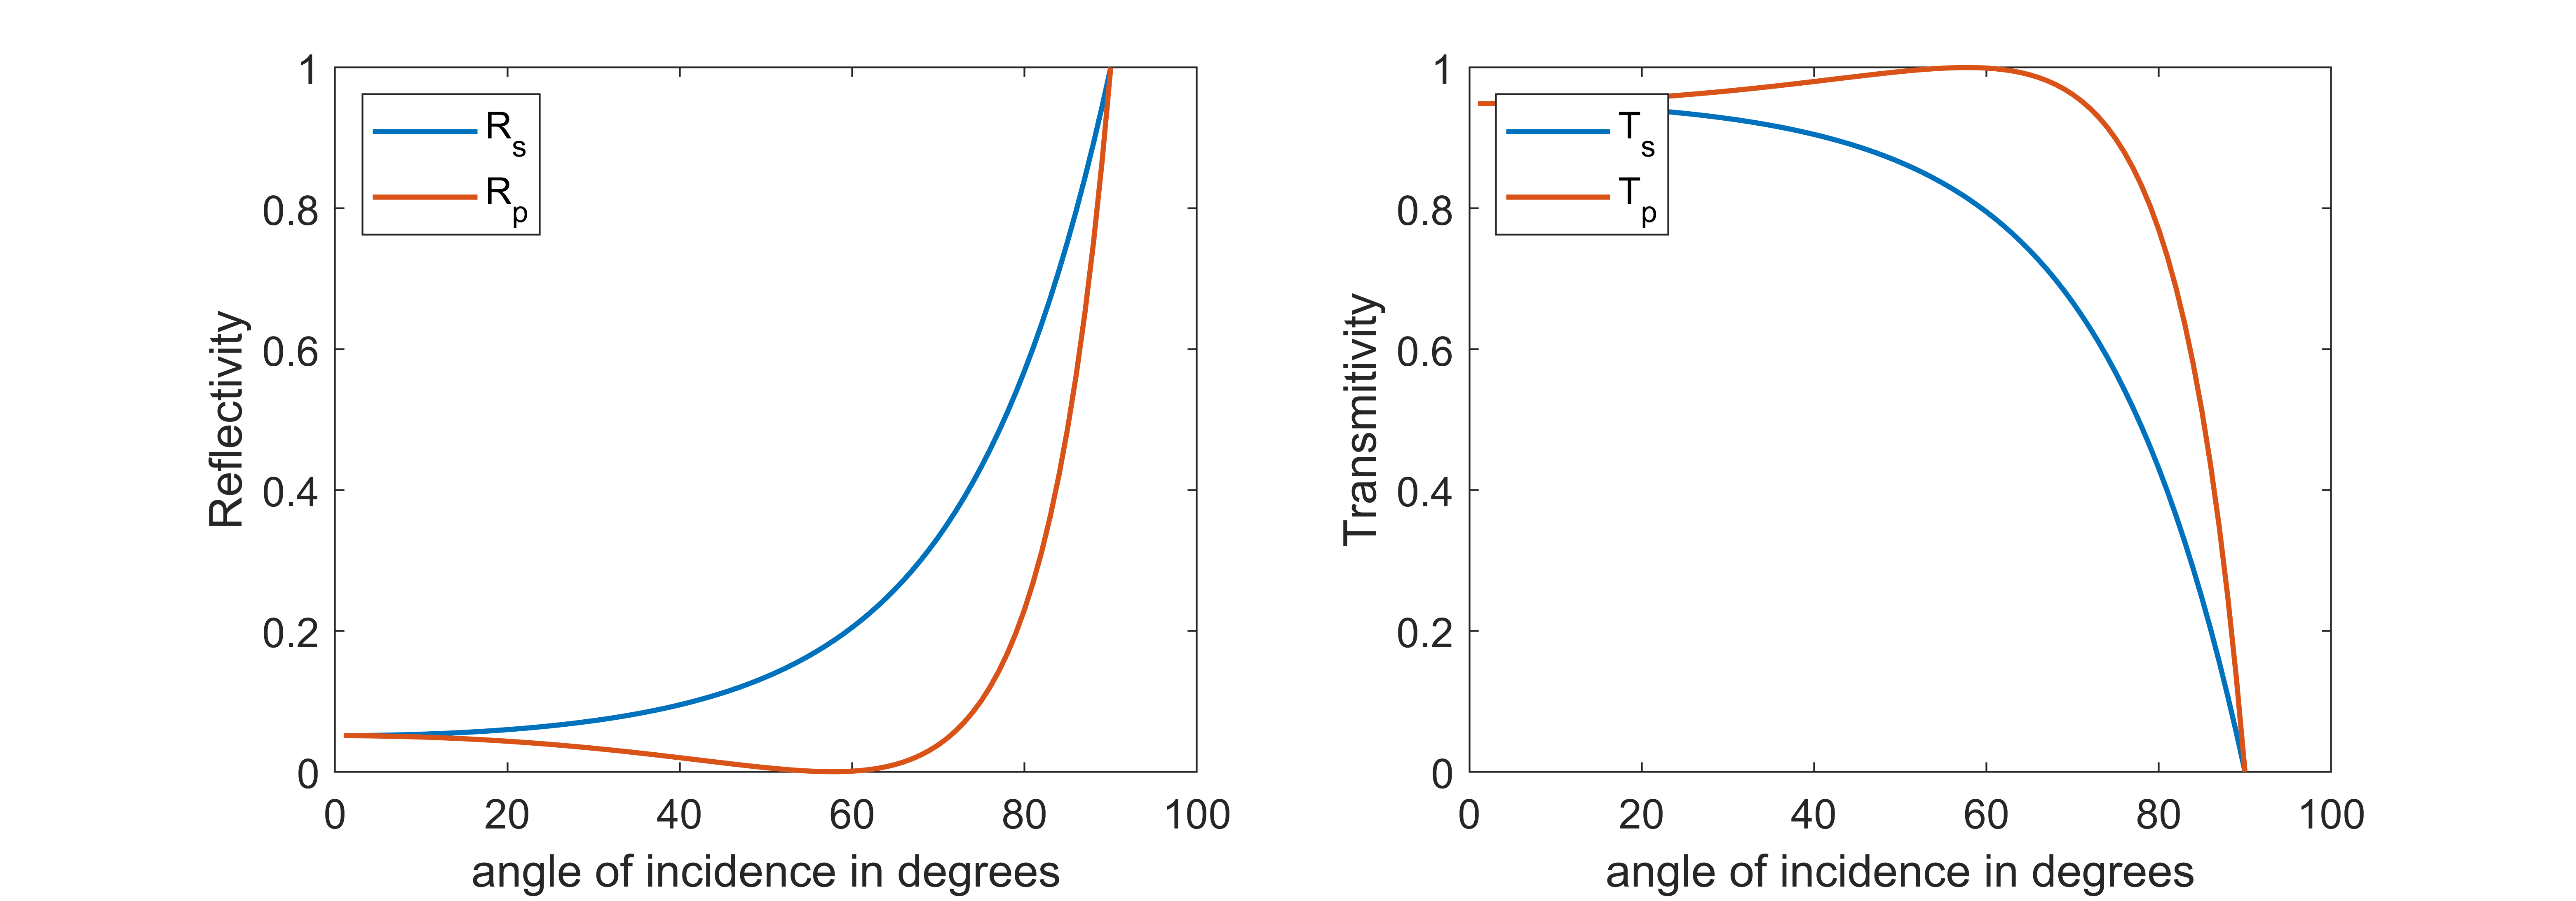 1
0.8
0.6
0.4
0.2
0
0 20 40 60 80 100
Reflectivity
angle of incidence in degrees
R_s
R_p
1
0.8
0.6
0.4
0.2
0
0 20 40 60 80 100
Transmitivity
angle of incidence in degrees
T_s
T_p